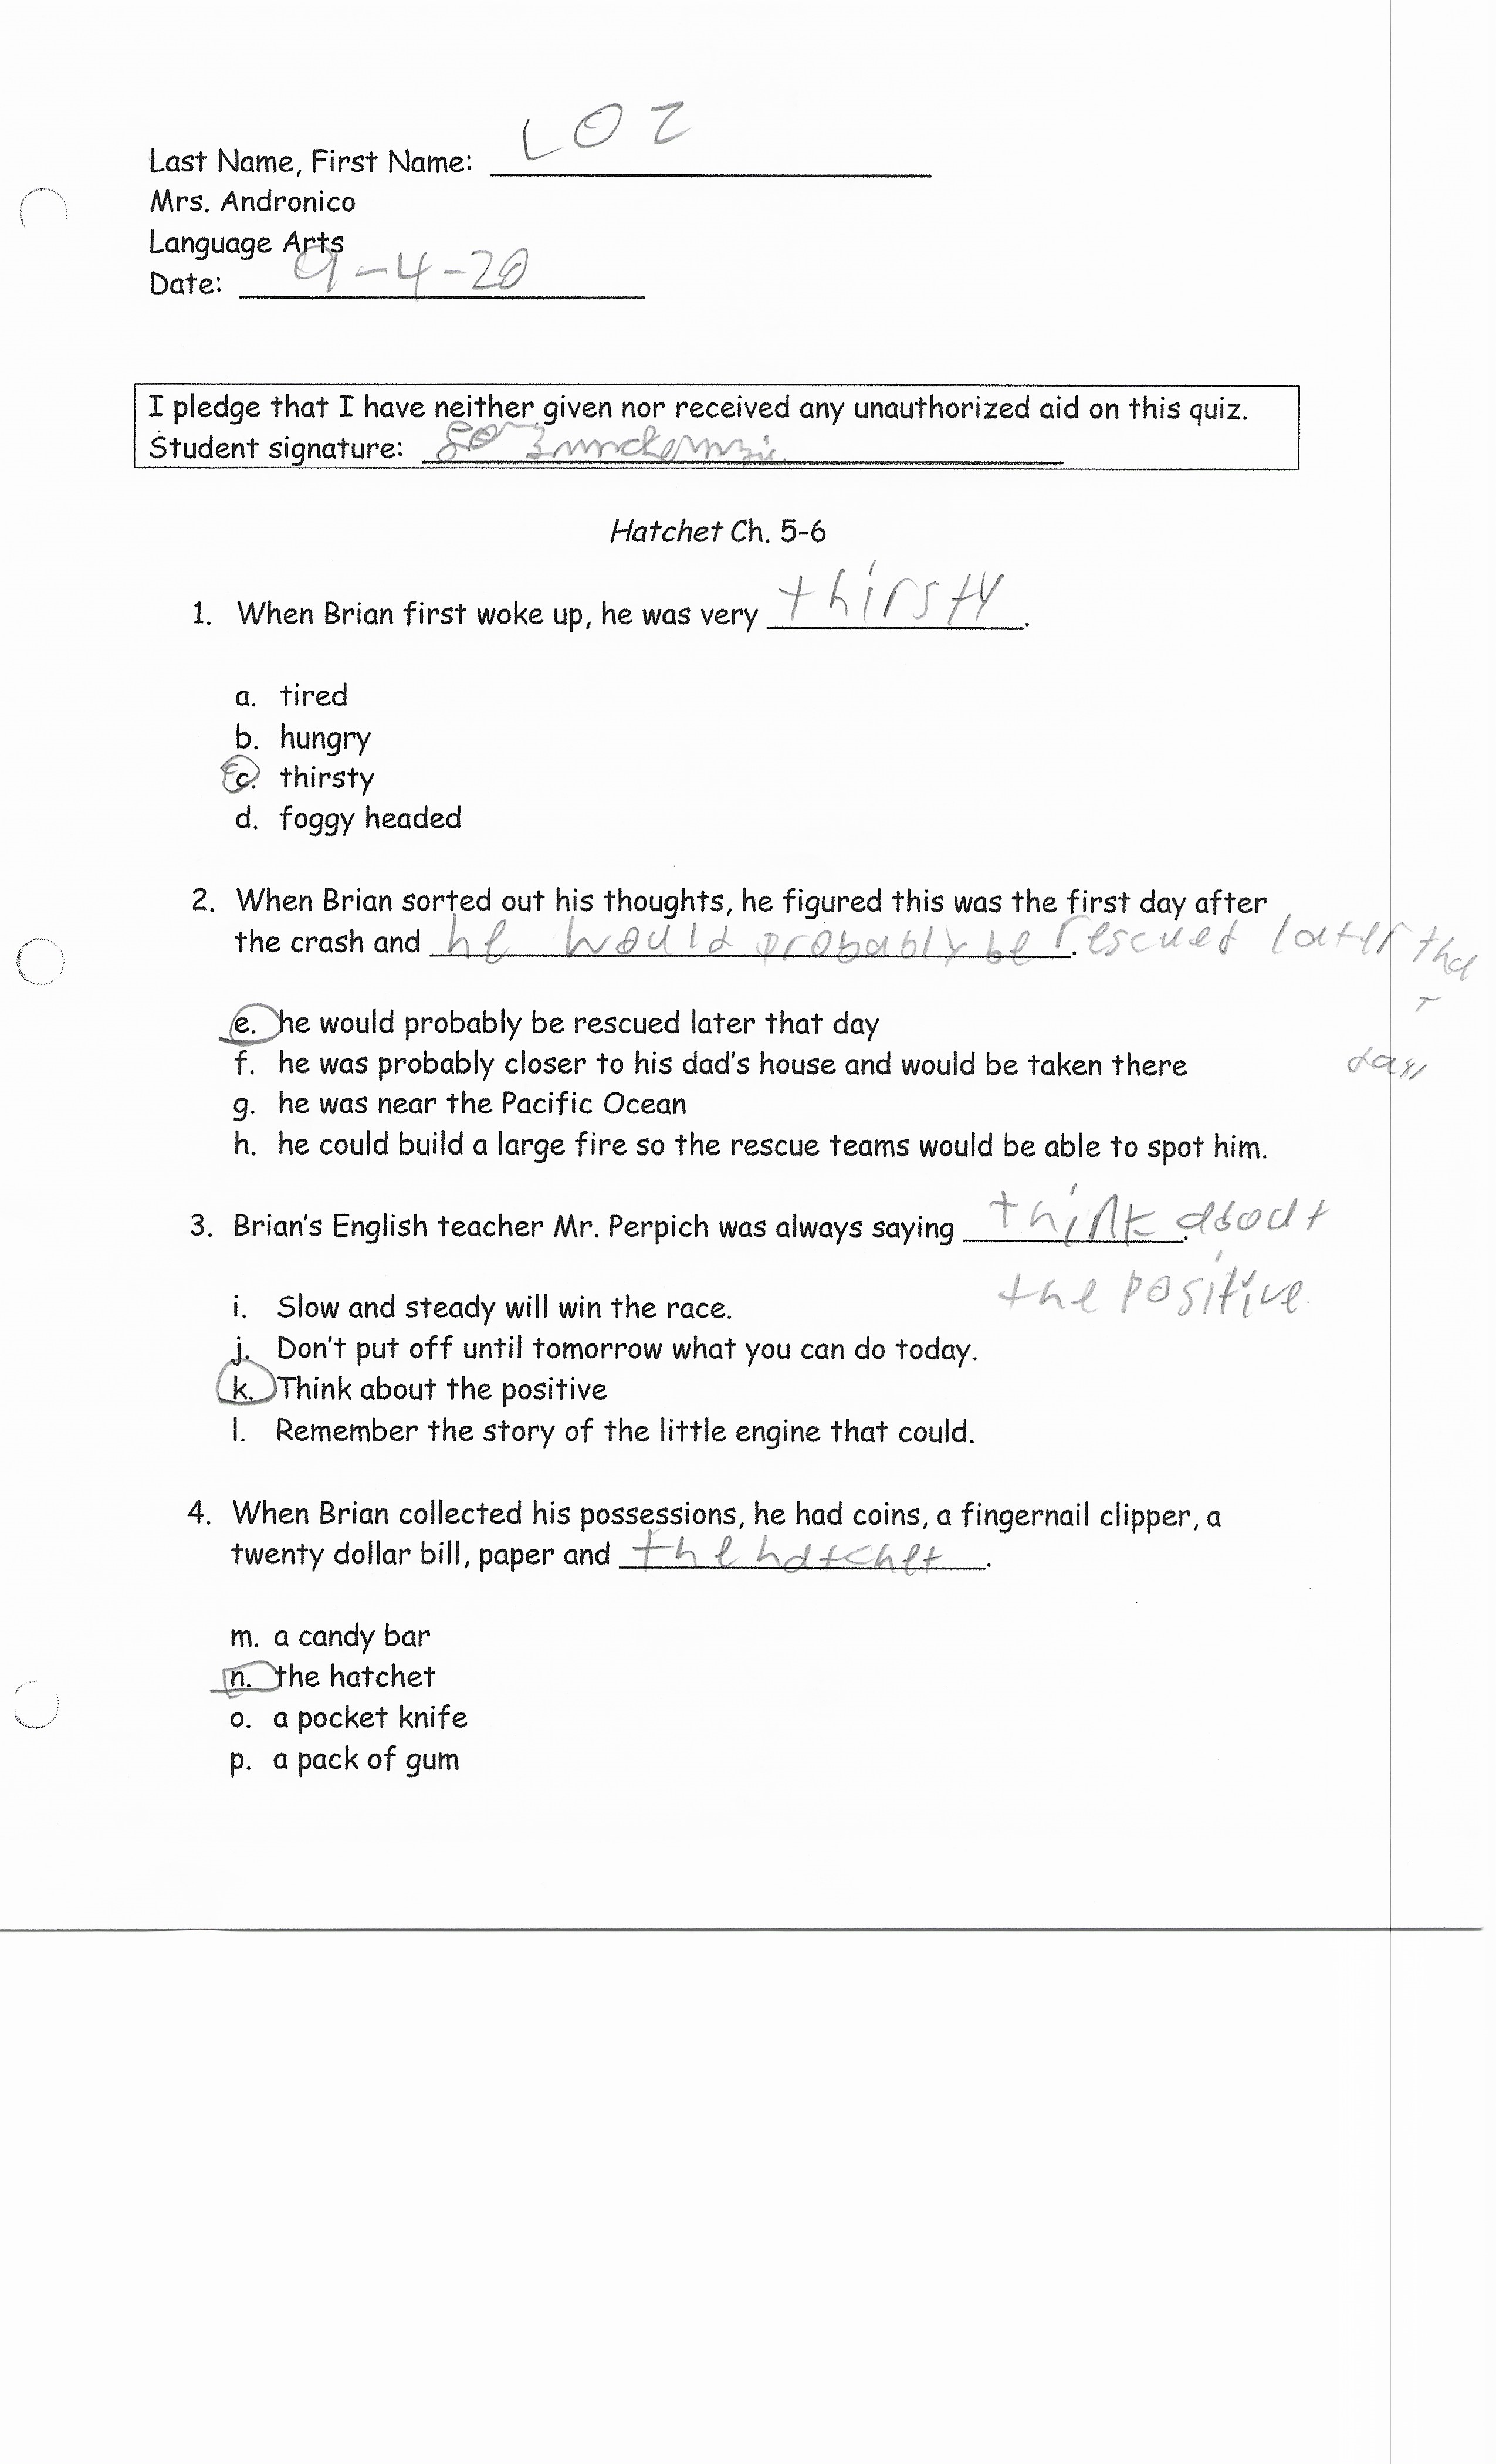 Last Name, First Name: LOZ
Mrs. Andronico
Language Arts
Date: 9-4-20
I pledge that I have neither given nor received any unauthorized aid on this quiz.
Student signature:
Hatchet Ch. 5-6
1. When Brian first woke up, he was very thirsty.
a. tired
b. hungry
c. thirsty
d. foggy headed
2. When Brian sorted out his thoughts, he figured this was the first day after
the crash and he would probably be rescued later that
day
e. he would probably be rescued later that day
f. he was probably closer to his dad's house and would be taken there
g. he was near the Pacific Ocean
h. he could build a large fire so the rescue teams would be able to spot him.
3. Brian's English teacher Mr. Perpich was always saying think about
the positive
i. Slow and steady will win the race.
j. Don't put off until tomorrow what you can do today.
k. Think about the positive
l. Remember the story of the little engine that could.
4. When Brian collected his possessions, he had coins, a fingernail clipper, a
twenty dollar bill, paper and the hatchet.
m. a candy bar
n. the hatchet
o. a pocket knife
p. a pack of gum